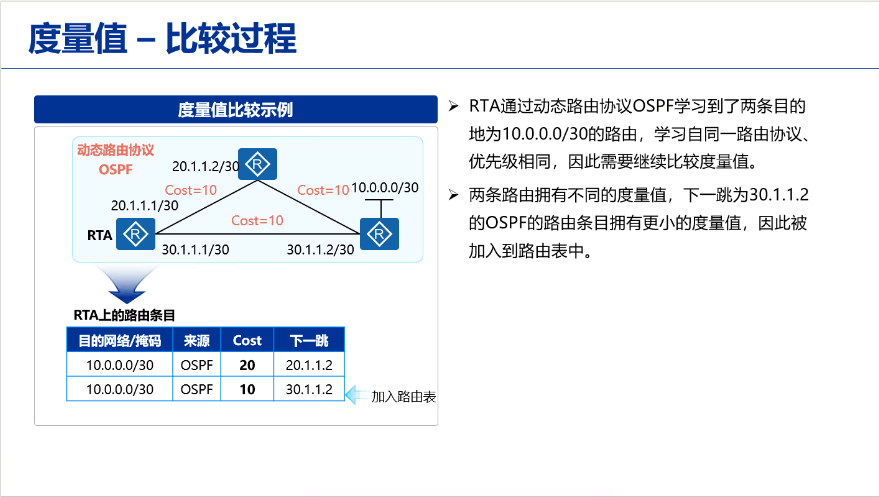 度量值 – 比较过程
度量值比较示例
动态路由协议
OSPF
20.1.1.2/30
R
Cost=10
Cost=10
10.0.0.0/30
20.1.1.1/30
Cost=10
RTA
R
R
30.1.1.1/30
30.1.1.2/30
RTA上的路由条目
目的网络/掩码 来源 Cost 下一跳
10.0.0.0/30 OSPF 20 20.1.1.2
10.0.0.0/30 OSPF 10 30.1.1.2
加入路由表
➢ RTA通过动态路由协议OSPF学习到了两条目的
地为10.0.0.0/30的路由，学习自同一路由协议、
优先级相同，因此需要继续比较度量值。
➢ 两条路由拥有不同的度量值，下一跳为30.1.1.2
的OSPF的路由条目拥有更小的度量值，因此被
加入到路由表中。